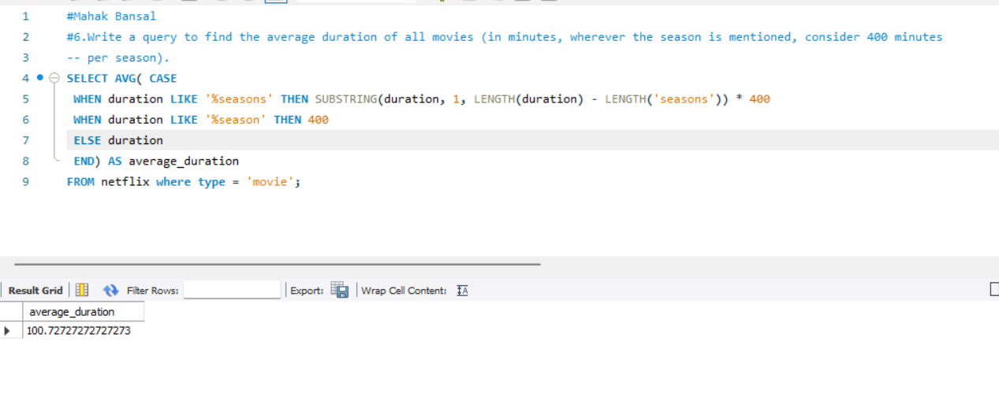 1 #Mahak Bansal
2 #6.Write a query to find the average duration of all movies (in minutes, wherever the season is mentioned, consider 400 minutes
3 -- per season).
4 SELECT AVG( CASE
5 WHEN duration LIKE '%seasons' THEN SUBSTRING(duration, 1, LENGTH(duration) - LENGTH('seasons')) * 400
6 WHEN duration LIKE '%season' THEN 400
7 ELSE duration
8 END) AS average_duration
9 FROM netflix where type = 'movie';
Result Grid Filter Rows: Export: Wrap Cell Content: IA
average_duration
100.72727272727273